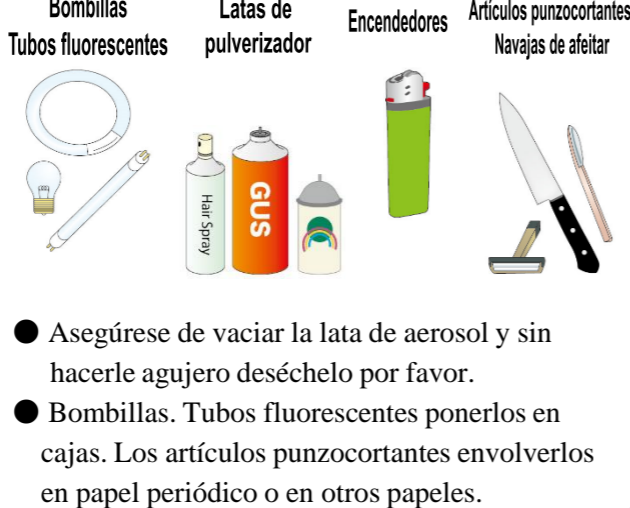 Bombillas
Tubos fluorescentes
Latas de
pulverizador
Encendedores
Artículos punzocortantes
Navajas de afeitar
Hair Spray
GUS
● Asegúrese de vaciar la lata de aerosol y sin
hacerle agujero deséchelo por favor.
● Bombillas. Tubos fluorescentes ponerlos en
cajas. Los artículos punzocortantes envolverlos
en papel periódico o en otros papeles.